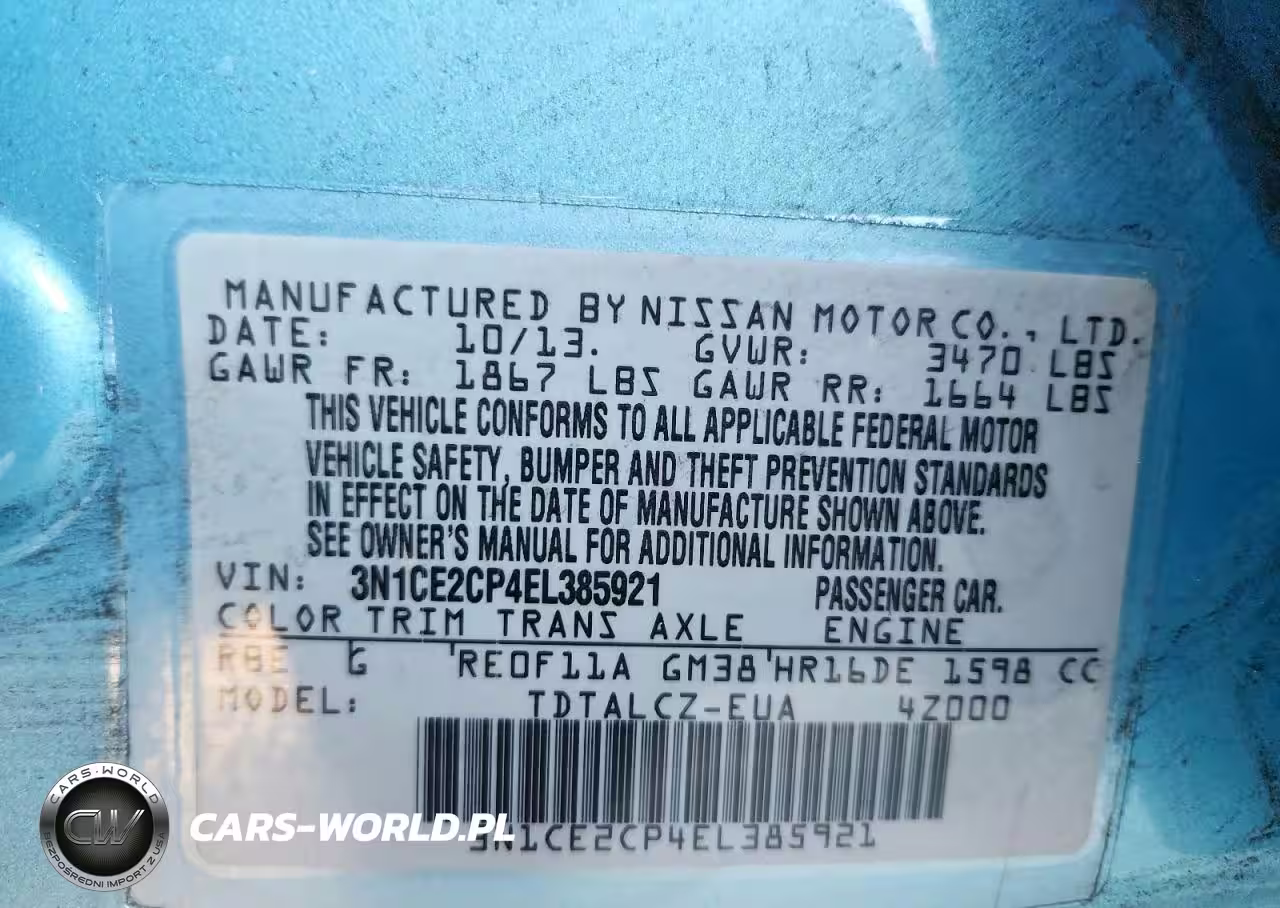 MANUFACTURED BY NISSAN MOTOR CO., LTD.
DATE: 10/13. GVWR: 3470 LBS
GAWR FR: 1867 LBS GAWR RR: 1664 LBS
THIS VEHICLE CONFORMS TO ALL APPLICABLE FEDERAL MOTOR
VEHICLE SAFETY, BUMPER AND THEFT PREVENTION STANDARDS
IN EFFECT ON THE DATE OF MANUFACTURE SHOWN ABOVE.
SEE OWNER'S MANUAL FOR ADDITIONAL INFORMATION.
VIN: 3N1CE2CP4EL385921 PASSENGER CAR.
COLOR TRIM TRANS AXLE ENGINE
RBE G 'RE0F11A GM38'HR16DE 1598 CC
MODEL: TDTALCZ-EUA 4Z000
3N1CE2CP4EL385921
CARS-WORLD.PL
CARS-WORLD
CW
BEZPOŚREDNI IMPORT Z USA